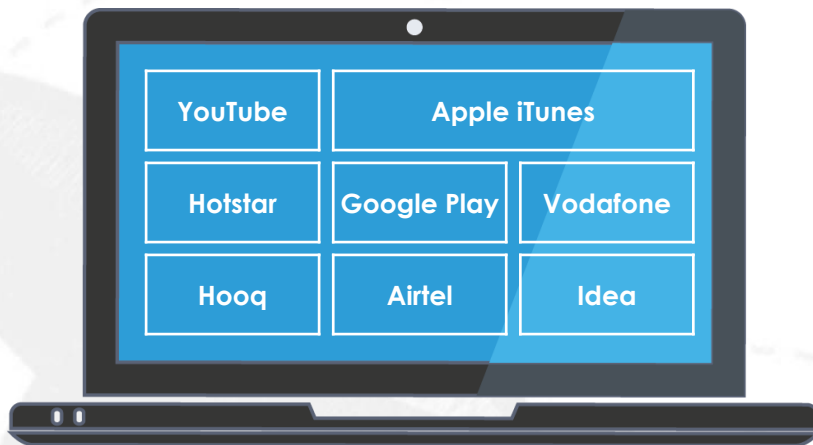 YouTube
Apple iTunes
Hotstar
Google Play
Vodafone
Hooq
Airtel
Idea